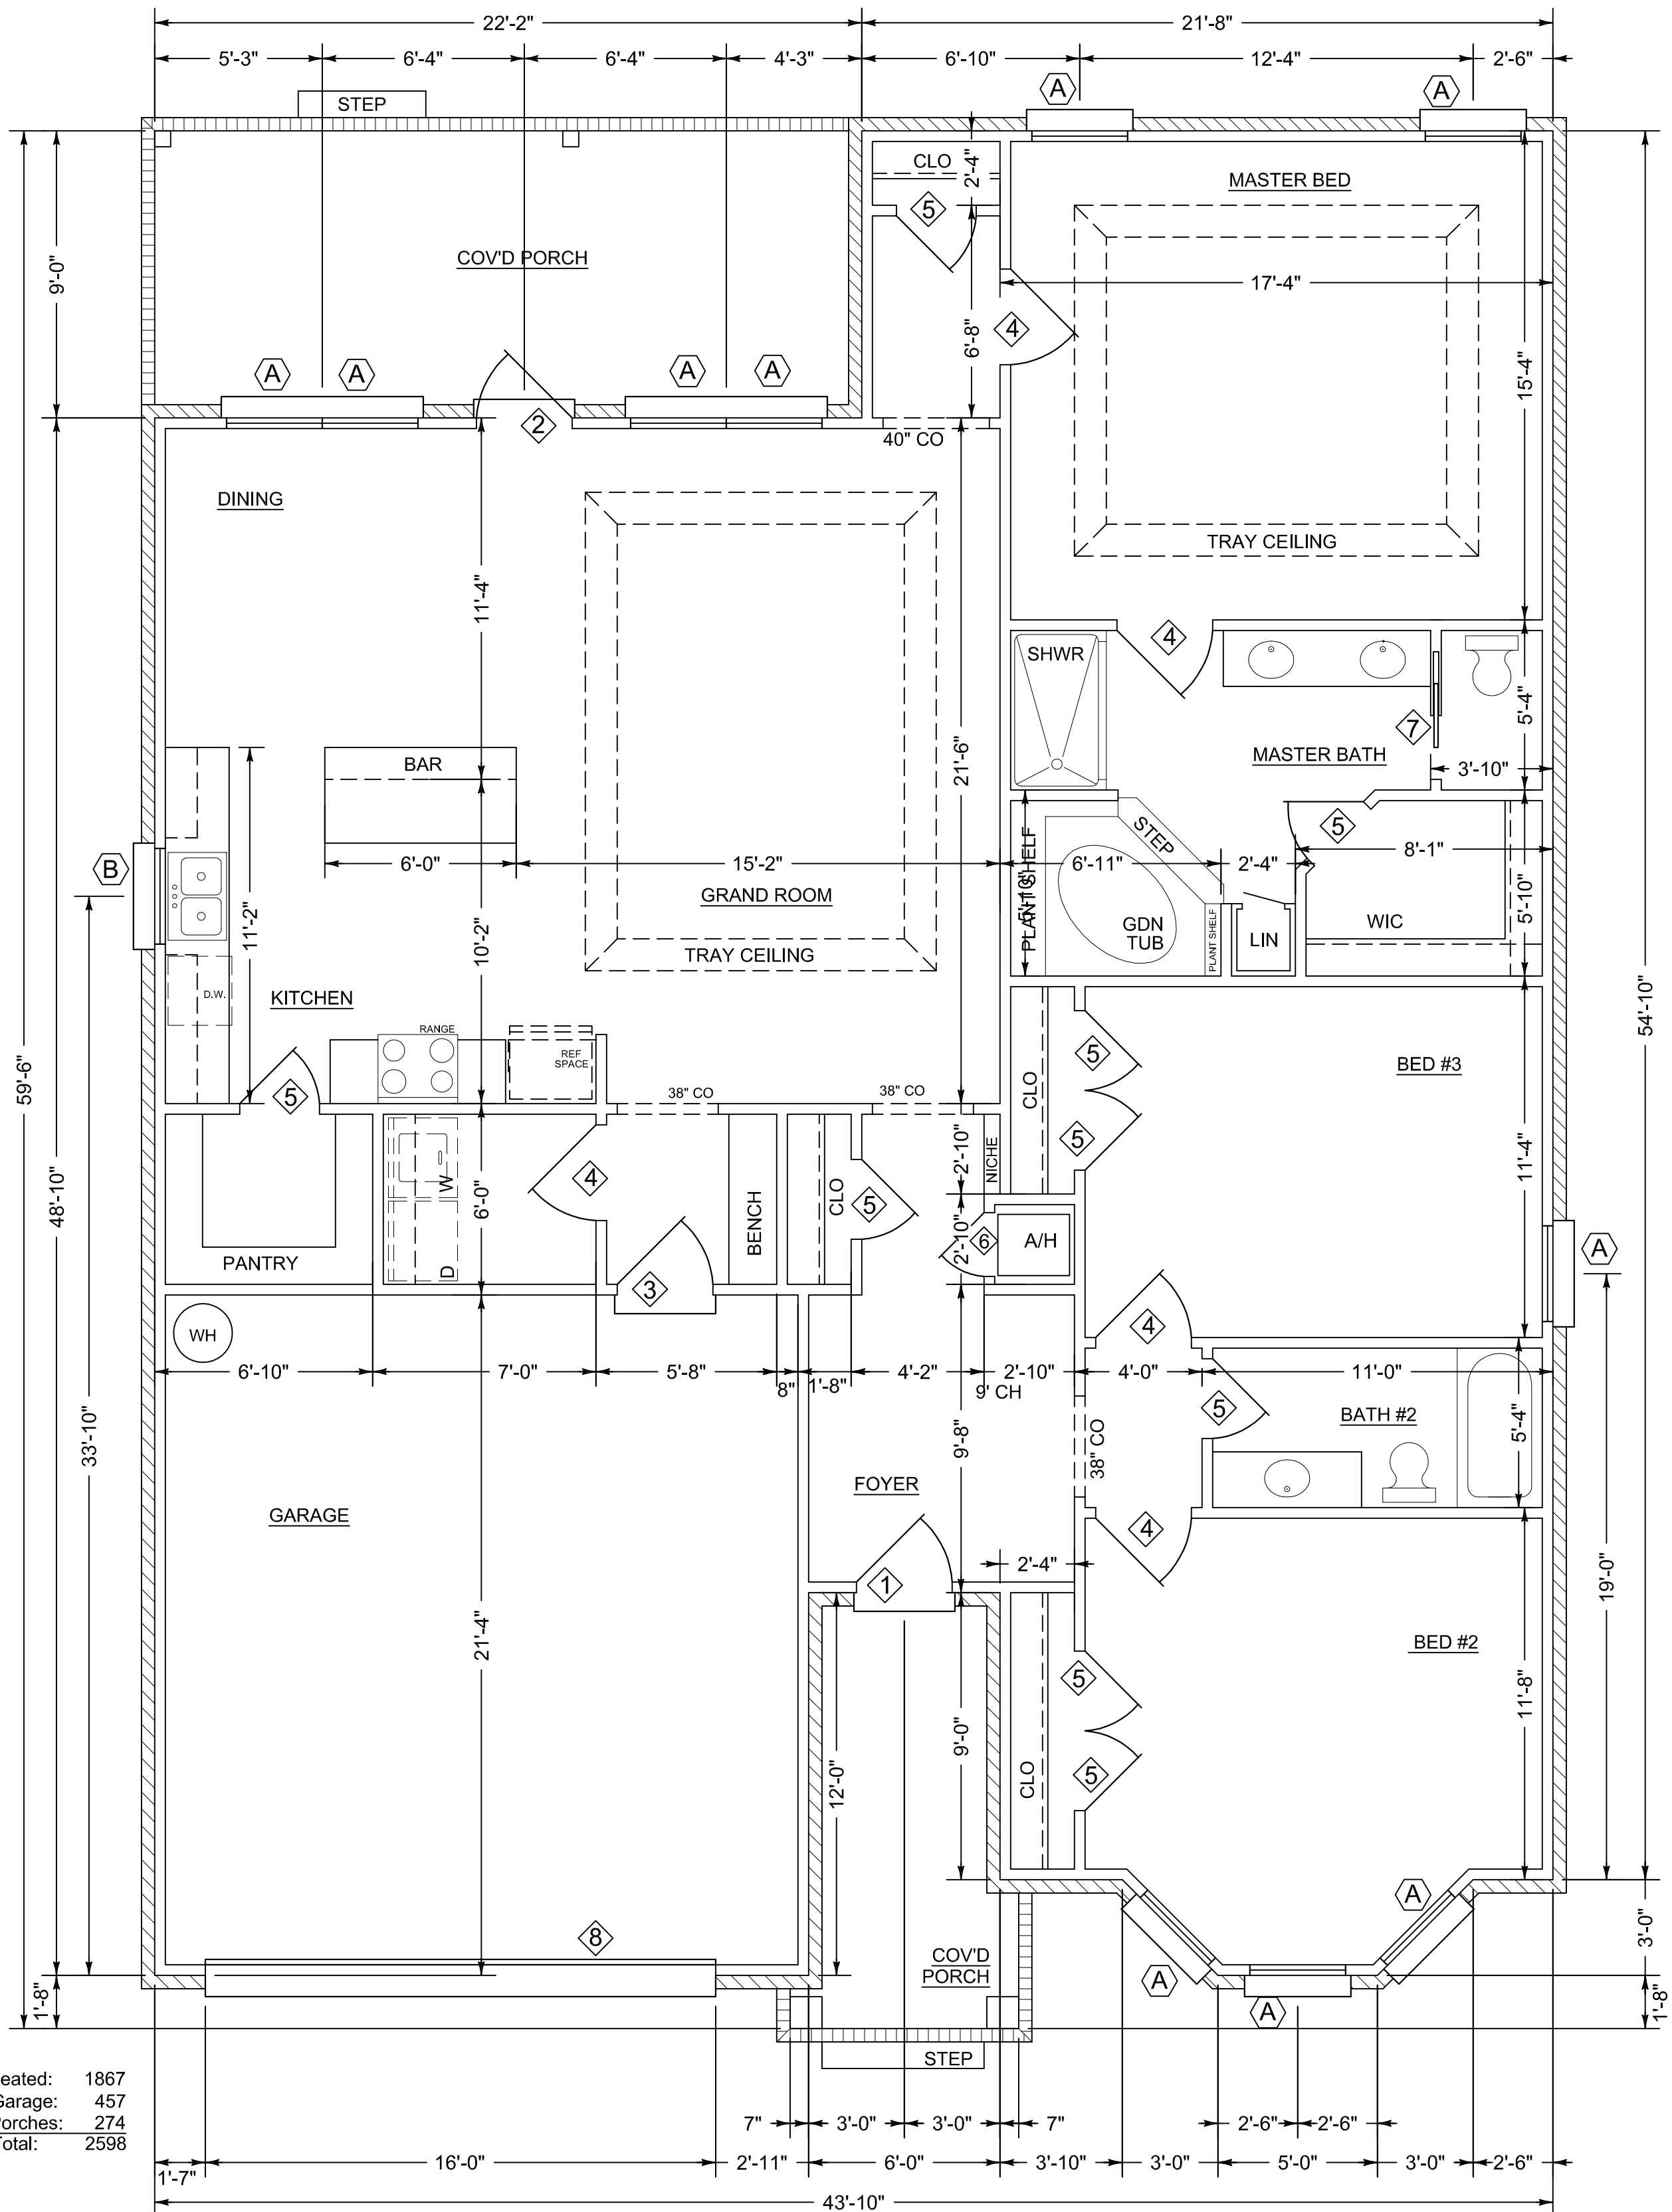 22'-2"
21'-8"
5'-3"
6'-4"
6'-4"
4'-3"
6'-10"
12'-4"
2'-6"
STEP
A
A
CLO
2'-4"
MASTER BED
5
COV'D PORCH
9'-0"
17'-4"
6'-8"
4
A
A
A
A
15'-4"
2
40" CO
DINING
TRAY CEILING
11'-4"
SHWR
4
5'-4"
7
21'-6"
BAR
MASTER BATH
3'-10"
STEP
5
B
6'-0"
15'-2"
6'-11"
2'-4"
8'-1"
PLANT SHELF
5'-10"
GRAND ROOM
11'-2"
GDN
TUB
PLANT SHELF
LIN
WIC
5'-10"
10'-2"
TRAY CEILING
D.W.
KITCHEN
RANGE
REF
SPACE
54'-10"
59'-6"
5
BED #3
CLO
5
38" CO
38" CO
5
48'-10"
2'-10"
NICHE
11'-4"
4
W
6'-0"
CLO
5
BENCH
2'-10"
6
A/H
A
PANTRY
D
3
WH
4
6'-10"
7'-0"
5'-8"
8"
1'-8"
4'-2"
2'-10"
9' CH
4'-0"
11'-0"
5
BATH #2
5'-4"
33'-10"
9'-8"
38" CO
FOYER
GARAGE
4
2'-4"
1
19'-0"
21'-4"
BED #2
5
11'-8"
9'-0"
12'-0"
CLO
5
A
8
COV'D
PORCH
3'-0"
A
A
1'-8"
1'-8"
STEP
eated: 1867
Garage: 457
Porches: 274
Total: 2598
7"
3'-0"
3'-0"
7"
2'-6"
2'-6"
1'-7"
16'-0"
2'-11"
6'-0"
3'-10"
3'-0"
5'-0"
3'-0"
2'-6"
43'-10"